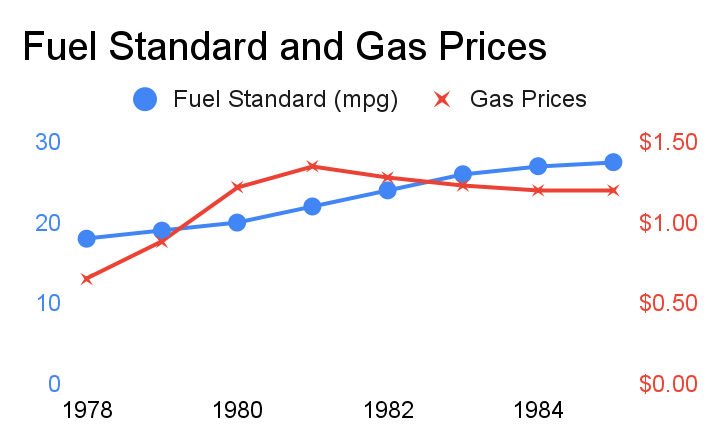 Fuel Standard and Gas Prices
Fuel Standard (mpg) Gas Prices
30 $1.50
20 $1.00
10 $0.50
0 $0.00
1978 1980 1982 1984